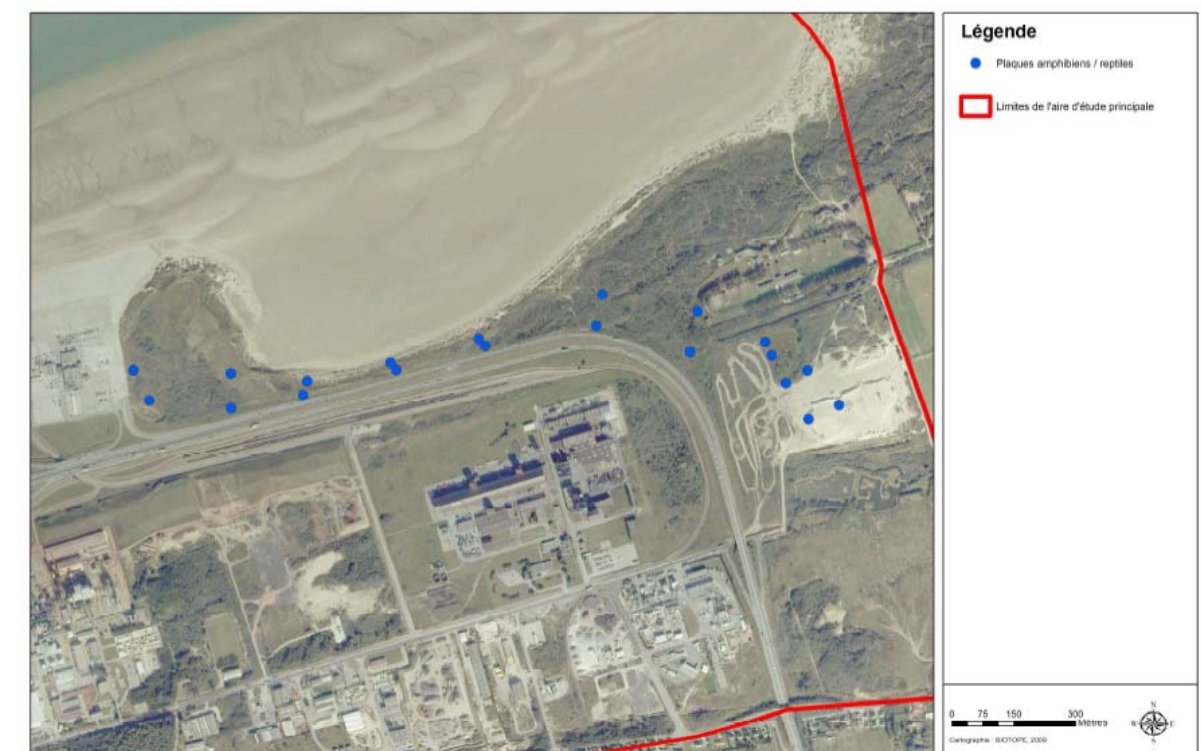 Légende
Plaques amphibiens / reptiles
Limites de l'aire d'étude principale
0 75 150 300
Mètres
N
W E
S
Cartographie : BIOTOPE, 2009